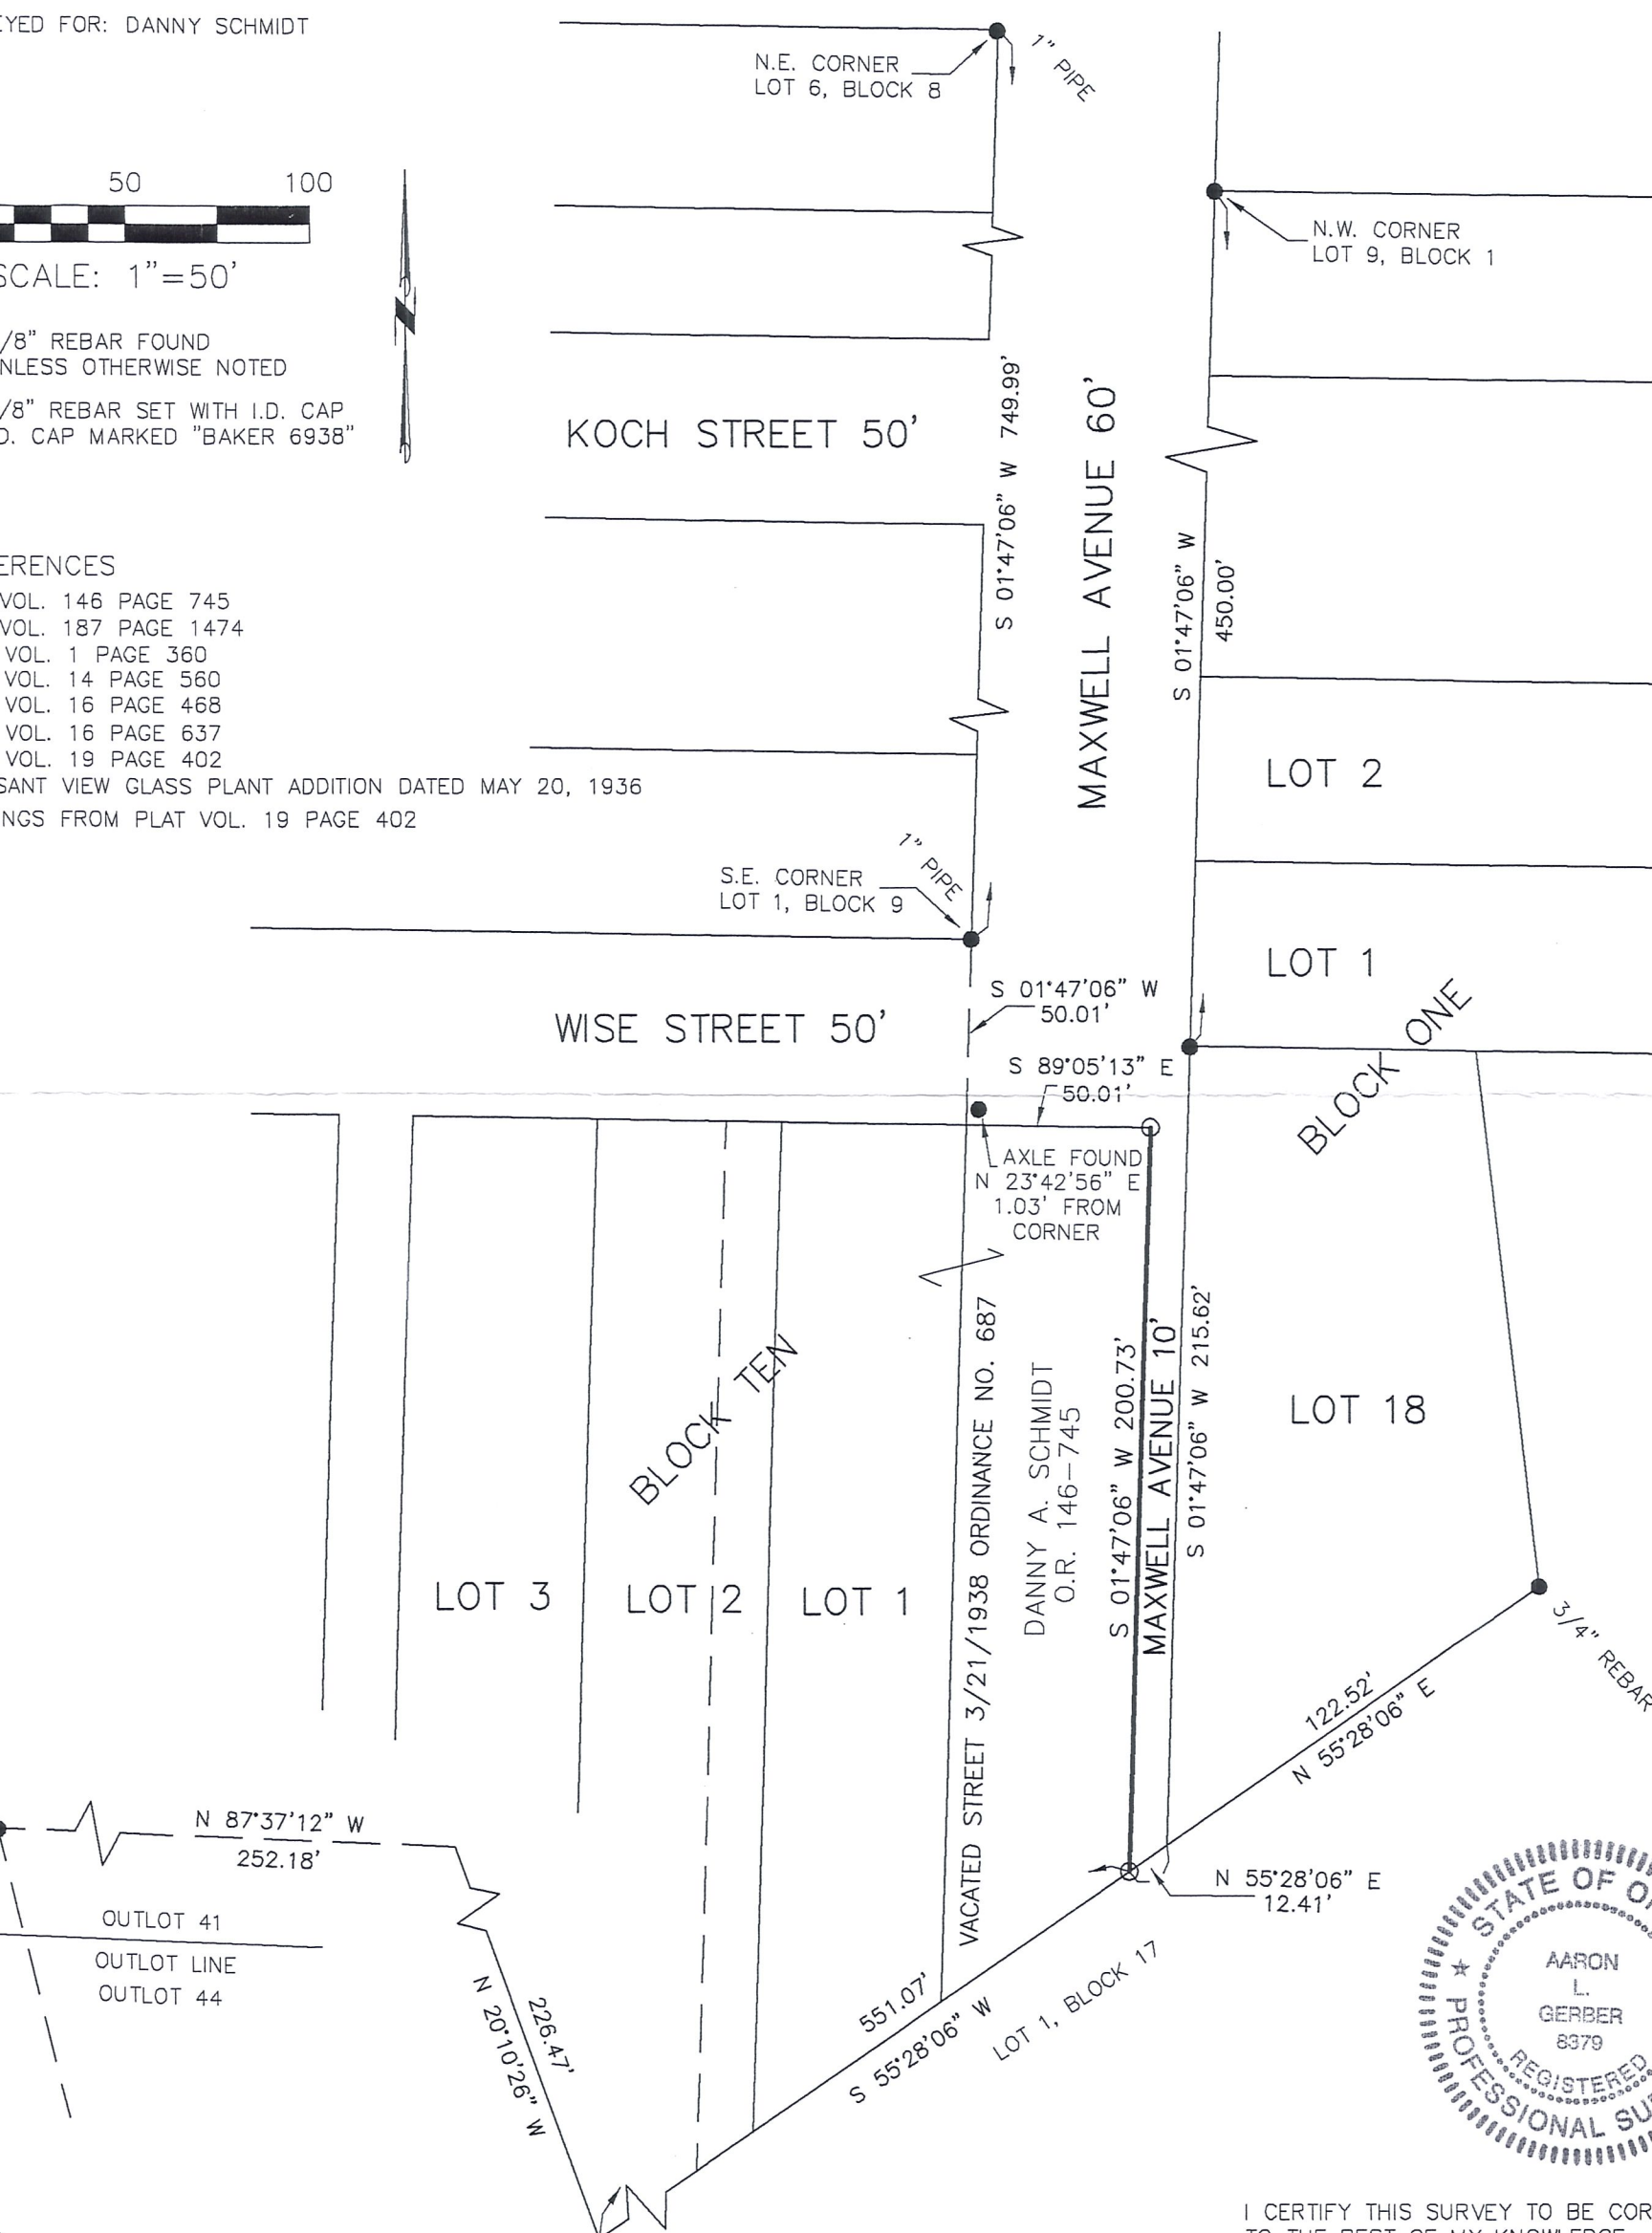 YED FOR: DANNY SCHMIDT
N.E. CORNER
LOT 6, BLOCK 8
1" PIPE
50 100
SCALE: 1"=50'
N
N.W. CORNER
LOT 9, BLOCK 1
/8" REBAR FOUND
NLESS OTHERWISE NOTED
/8" REBAR SET WITH I.D. CAP
D. CAP MARKED "BAKER 6938"
KOCH STREET 50'
S 01°47'06" W 749.99'
MAXWELL AVENUE 60'
S 01°47'06" W
450.00'
ERENCES
VOL. 146 PAGE 745
VOL. 187 PAGE 1474
VOL. 1 PAGE 360
VOL. 14 PAGE 560
VOL. 16 PAGE 468
VOL. 16 PAGE 637
VOL. 19 PAGE 402
SANT VIEW GLASS PLANT ADDITION DATED MAY 20, 1936
NGS FROM PLAT VOL. 19 PAGE 402
LOT 2
1" PIPE
S.E. CORNER
LOT 1, BLOCK 9
LOT 1
BLOCK ONE
S 01°47'06" W
50.01'
WISE STREET 50'
S 89°05'13" E
50.01'
AXLE FOUND
N 23°42'56" E
1.03' FROM
CORNER
BLOCK TEN
VACATED STREET 3/21/1938 ORDINANCE NO. 687
DANNY A. SCHMIDT
O.R. 146-745
S 01°47'06" W 200.73'
MAXWELL AVENUE 10'
S 01°47'06" W 215.62'
LOT 18
LOT 3
LOT 2
LOT 1
3/4" REBAR
122.52'
N 55°28'06" E
N 87°37'12" W
252.18'
N 55°28'06" E
12.41'
OUTLOT 41
OUTLOT LINE
OUTLOT 44
226.47'
N 20°10'26" W
551.07'
S 55°28'06" W
LOT 1, BLOCK 17
STATE OF O
AARON
L.
GERBER
8379
REGISTERED
PROFESSIONAL SU
I CERTIFY THIS SURVEY TO BE COR
TO THE BEST OF MY KNOWLEDGE